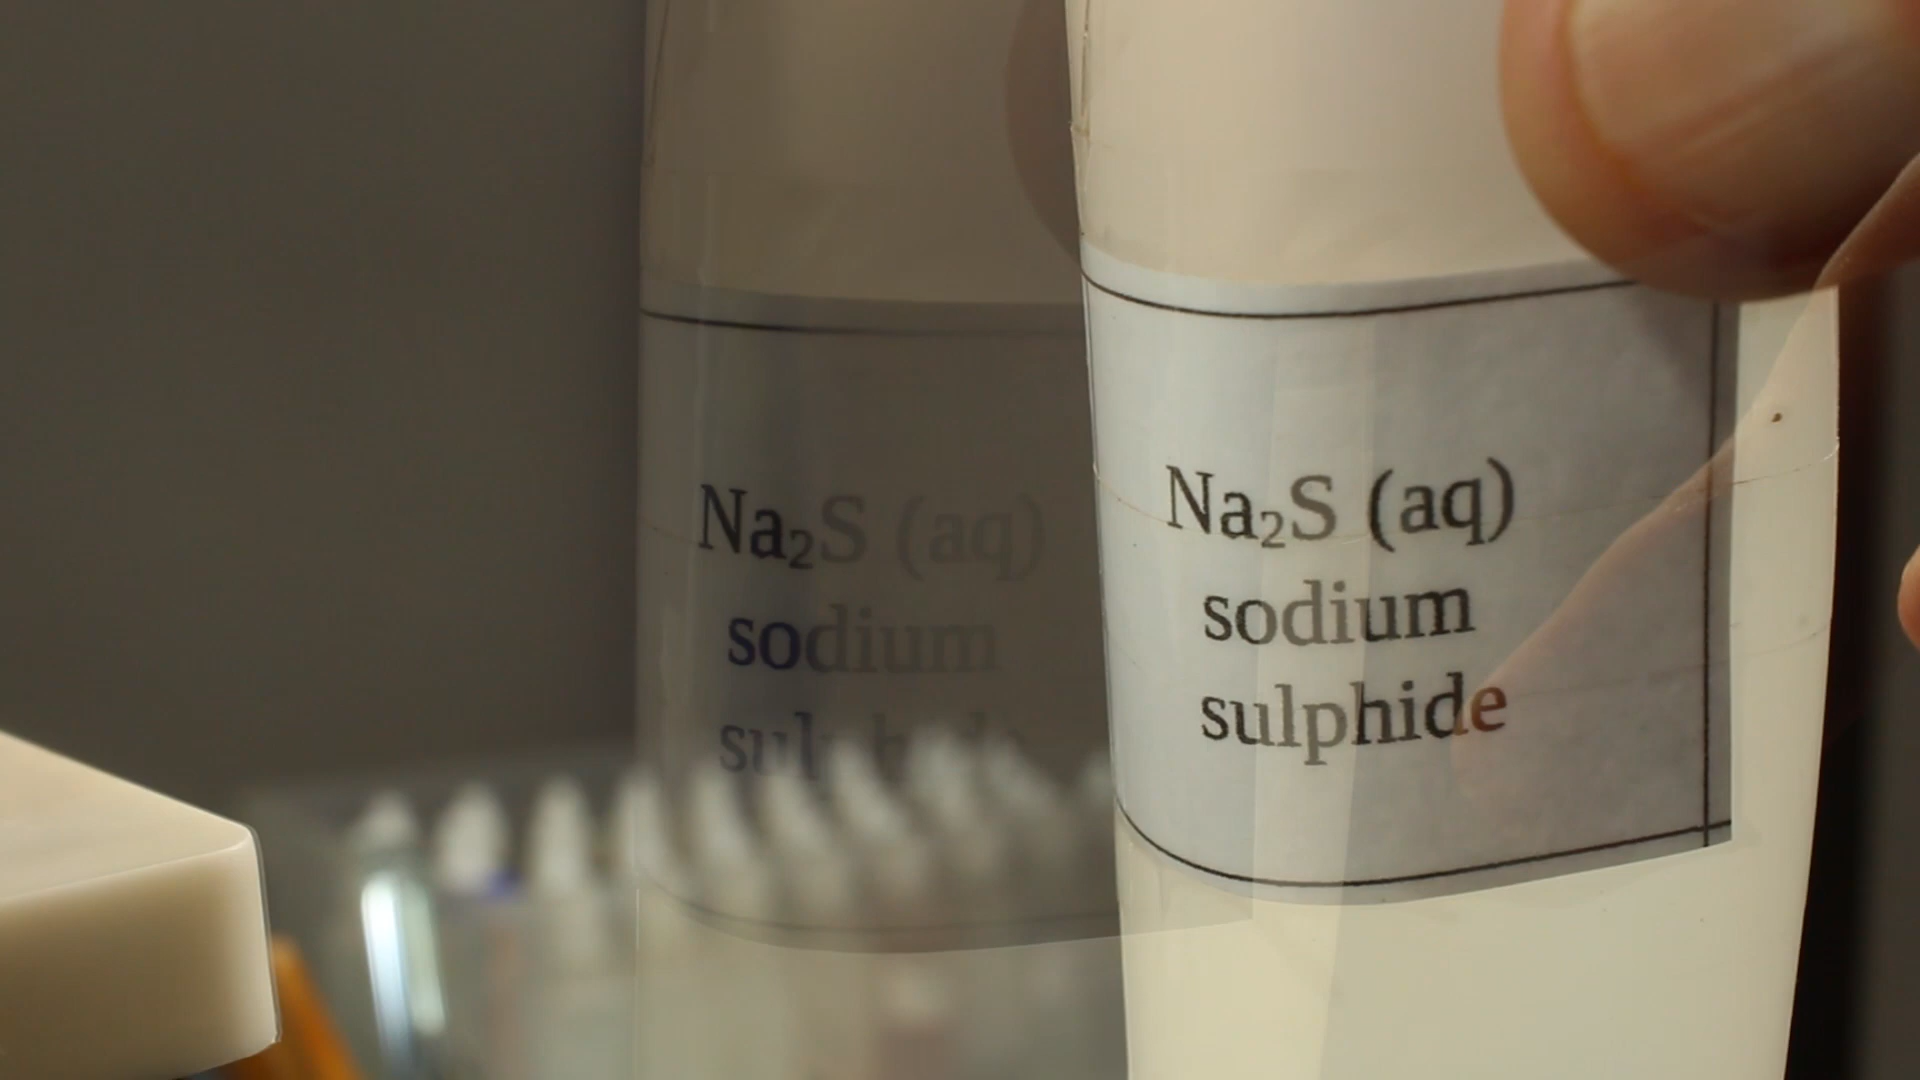 Na₂S (aq)
sodium
sulphide
Na₂S (aq)
sodium